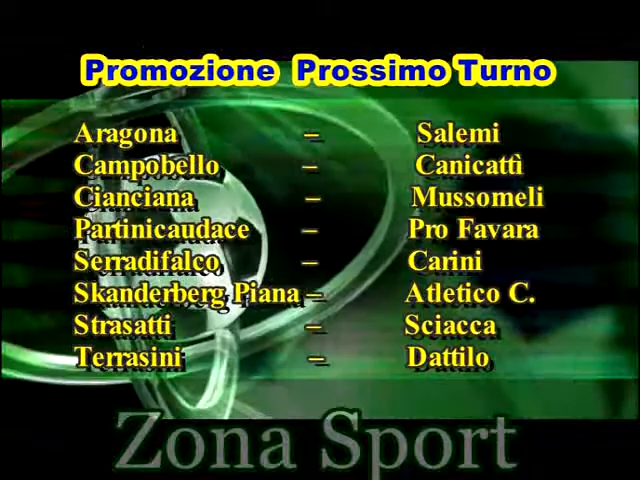 Promozione Prossimo Turno
Aragona – Salemi
Campobello – Canicattì
Cianciana – Mussomeli
Partinicaudace – Pro Favara
Serradifalco – Carini
Skanderberg Piana – Atletico C.
Strasatti – Sciacca
Terrasini – Dattilo
Zona Sport